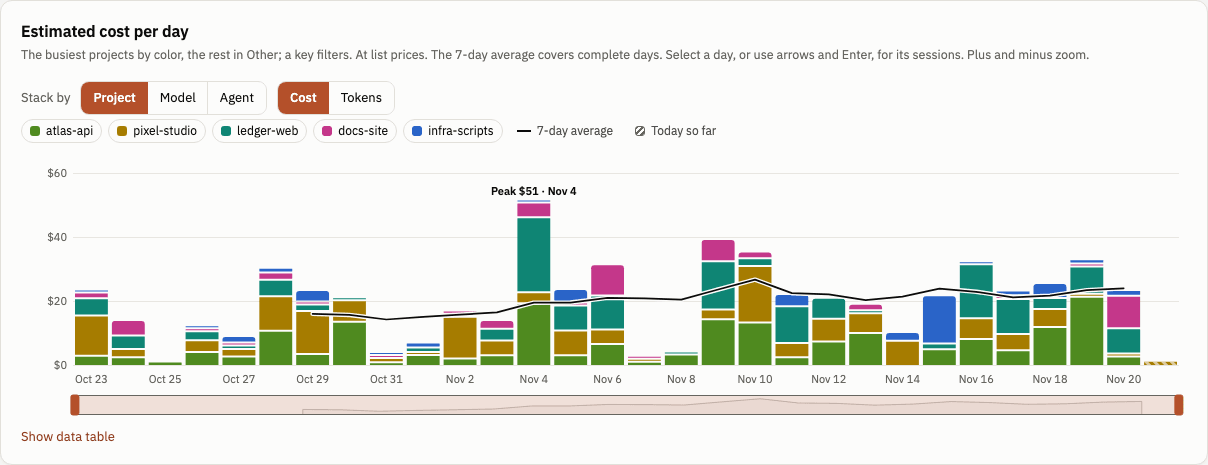 Estimated cost per day
The busiest projects by color, the rest in Other; a key filters. At list prices. The 7-day average covers complete days. Select a day, or use arrows and Enter, for its sessions. Plus and minus zoom.
Stack by Project Model Agent Cost Tokens
atlas-api pixel-studio ledger-web docs-site infra-scripts 7-day average Today so far
$60
Peak $51 · Nov 4
$40
$20
$0
Oct 23 Oct 25 Oct 27 Oct 29 Oct 31 Nov 2 Nov 4 Nov 6 Nov 8 Nov 10 Nov 12 Nov 14 Nov 16 Nov 18 Nov 20
Show data table